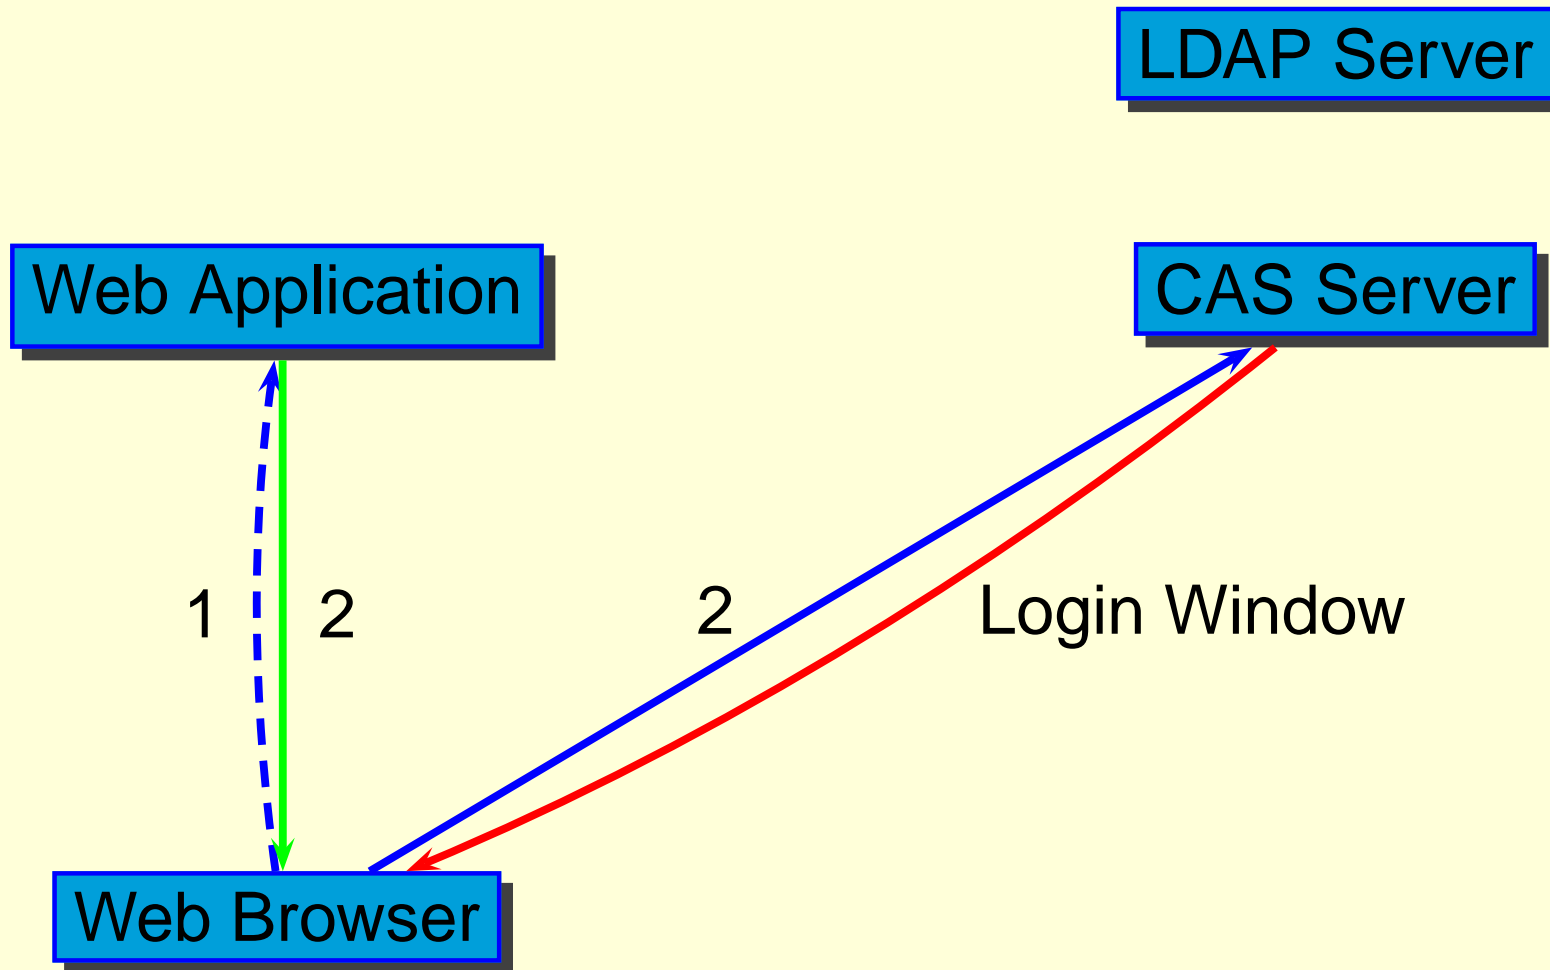 LDAP Server
Web Application
CAS Server
1
2
2
Login Window
Web Browser